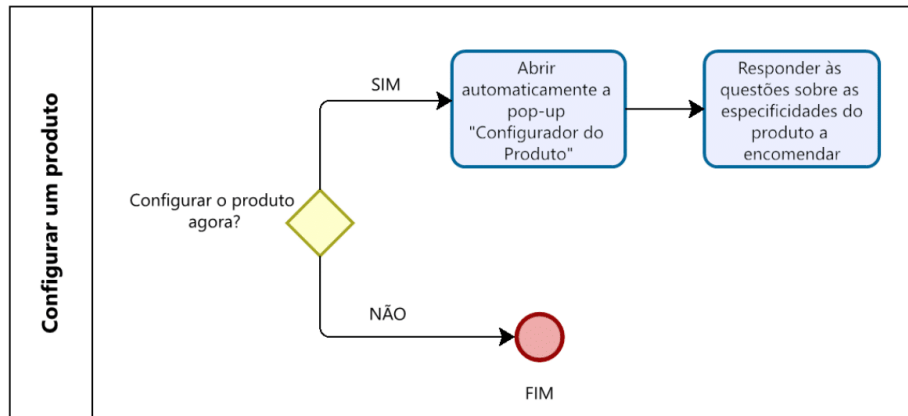 Configurar um produto
Configurar o produto
agora?
SIM
Abrir
automaticamente a
pop-up
"Configurador do
Produto"
Responder às
questões sobre as
especificidades do
produto a
encomendar
NÃO
FIM